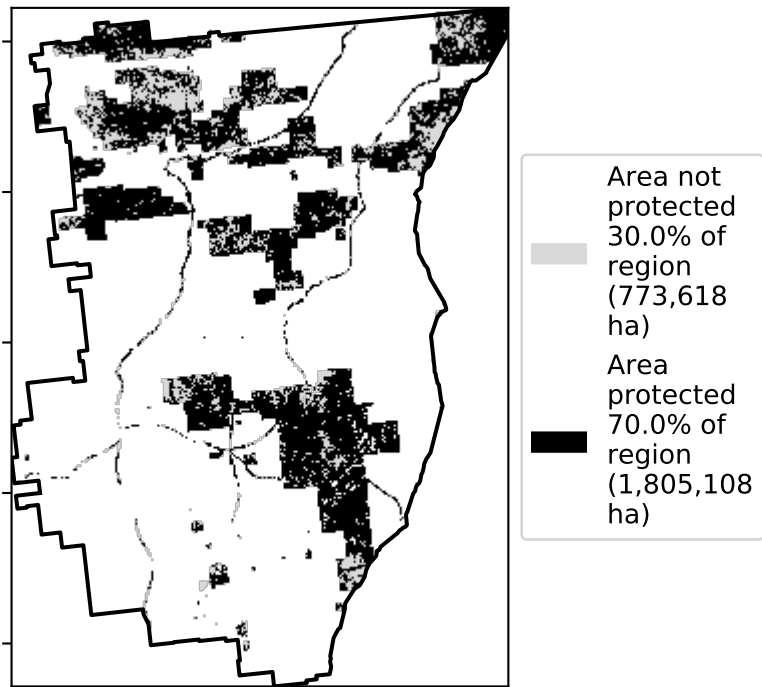 Area not
protected
30.0% of
region
(773,618
ha)
Area
protected
70.0% of
region
(1,805,108
ha)